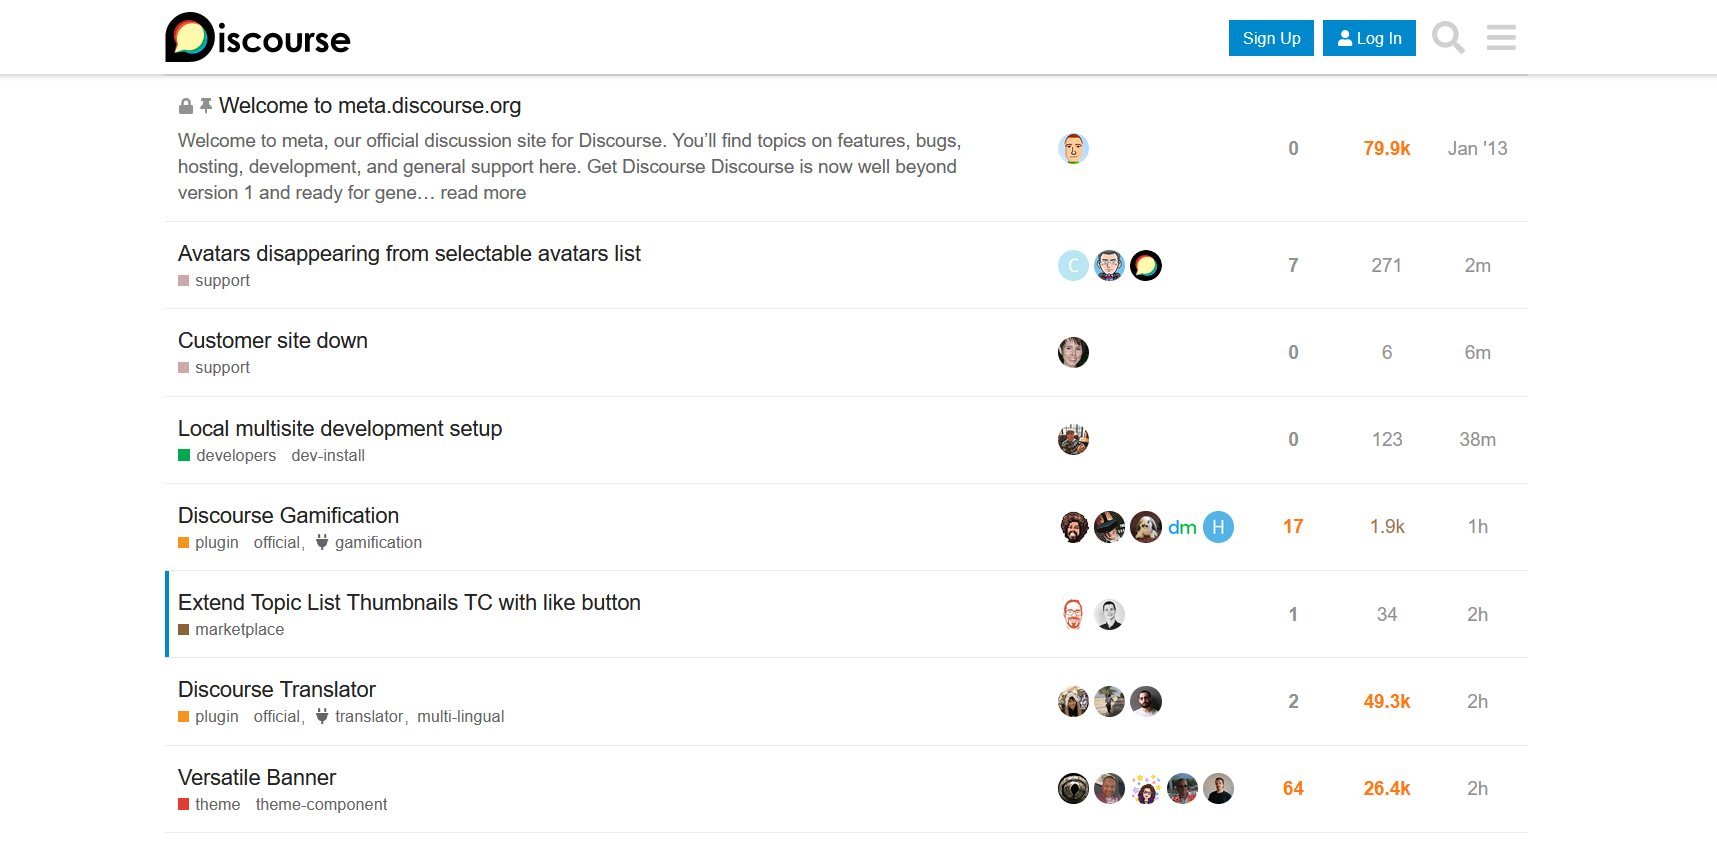 Discourse
Sign Up
Log In
Welcome to meta.discourse.org
Welcome to meta, our official discussion site for Discourse. You’ll find topics on features, bugs,
hosting, development, and general support here. Get Discourse Discourse is now well beyond
version 1 and ready for gene… read more
0 79.9k Jan '13
Avatars disappearing from selectable avatars list
support
C
7 271 2m
Customer site down
support
0 6 6m
Local multisite development setup
developers dev-install
0 123 38m
Discourse Gamification
plugin official, gamification
dm H
17 1.9k 1h
Extend Topic List Thumbnails TC with like button
marketplace
1 34 2h
Discourse Translator
plugin official, translator, multi-lingual
2 49.3k 2h
Versatile Banner
theme theme-component
64 26.4k 2h